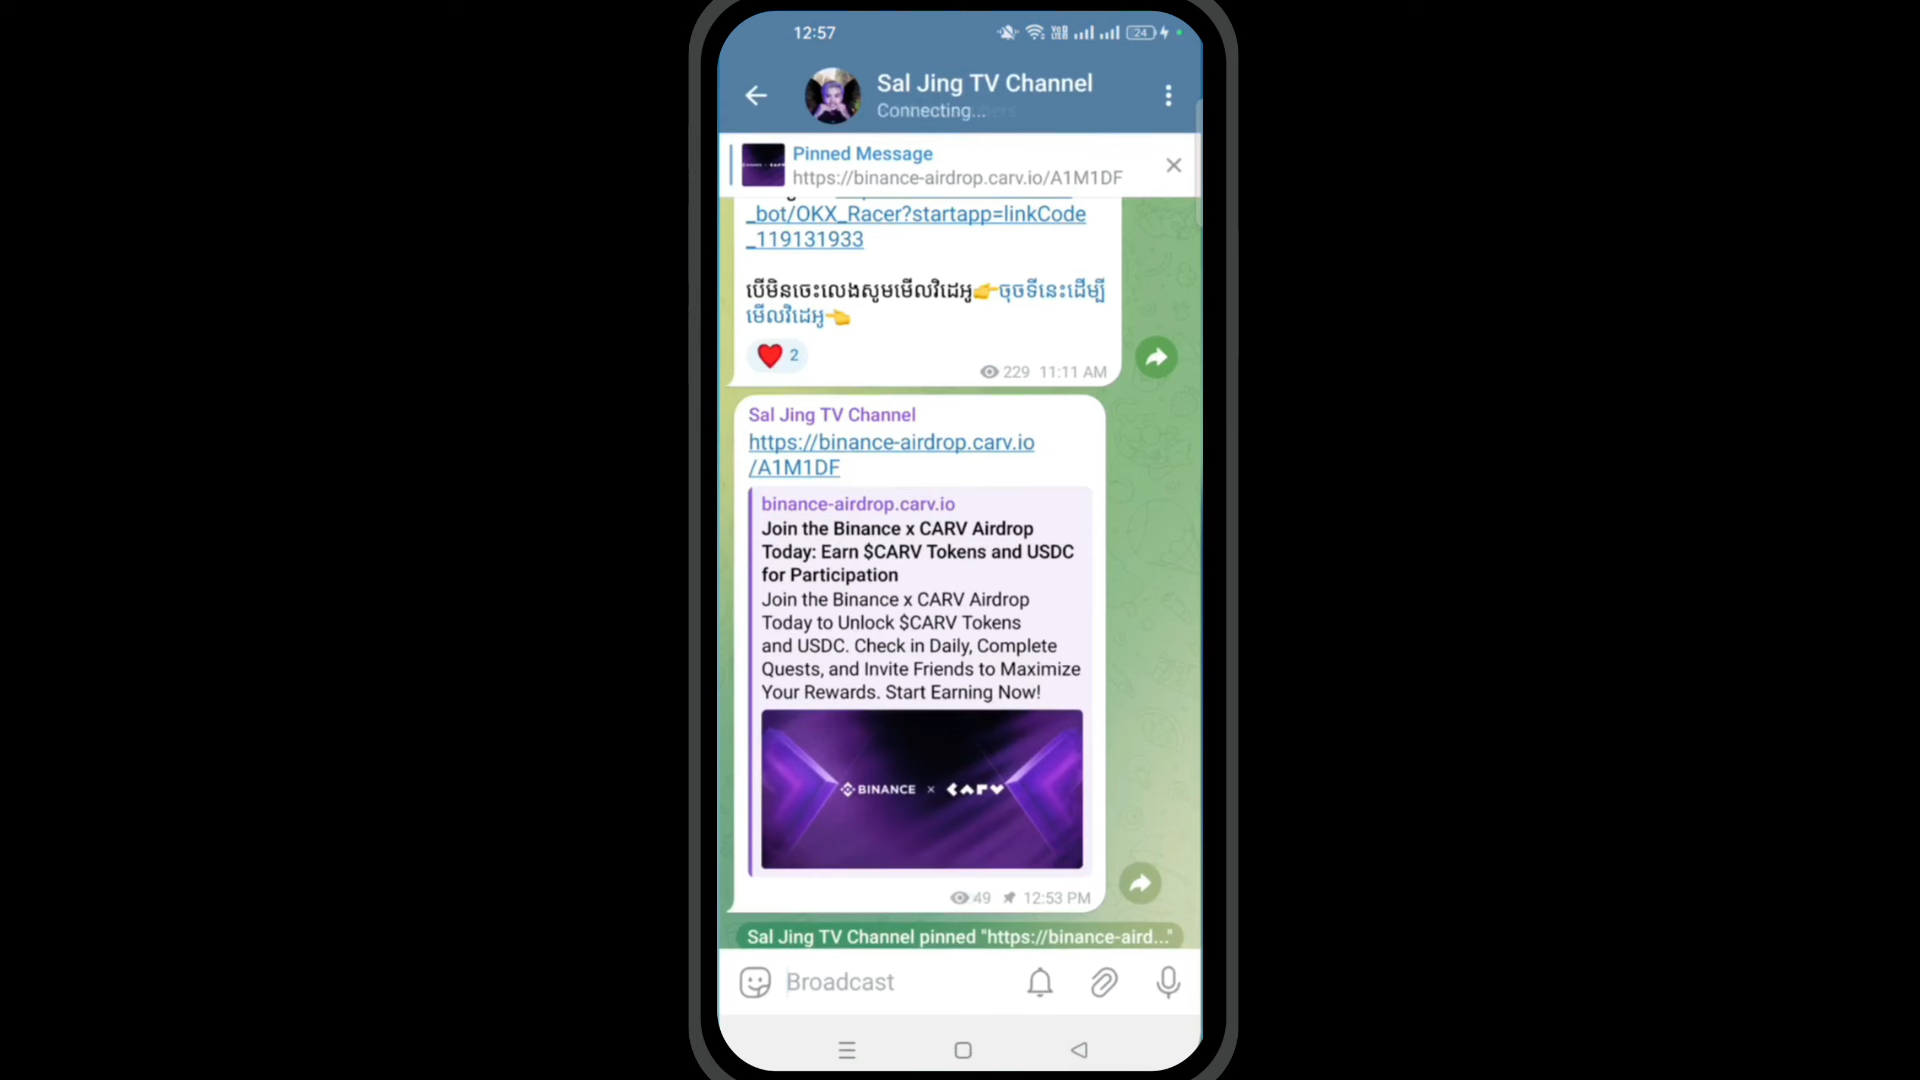 12:57
24
Sal Jing TV Channel
Connecting...
Pinned Message
https://binance-airdrop.carv.io/A1M1DF
_bot/OKX_Racer?startapp=linkCode
_119131933
បើមិនចេះលេងសូមមើលវិដេអូ👉ចុចទីនេះដើម្បី
មើលវិដេអូ👈
❤️ 2
229 11:11 AM
Sal Jing TV Channel
https://binance-airdrop.carv.io
/A1M1DF
binance-airdrop.carv.io
Join the Binance x CARV Airdrop
Today: Earn $CARV Tokens and USDC
for Participation
Join the Binance x CARV Airdrop
Today to Unlock $CARV Tokens
and USDC. Check in Daily, Complete
Quests, and Invite Friends to Maximize
Your Rewards. Start Earning Now!
BINANCE × CARV
49 12:53 PM
Sal Jing TV Channel pinned "https://binance-aird..."
Broadcast